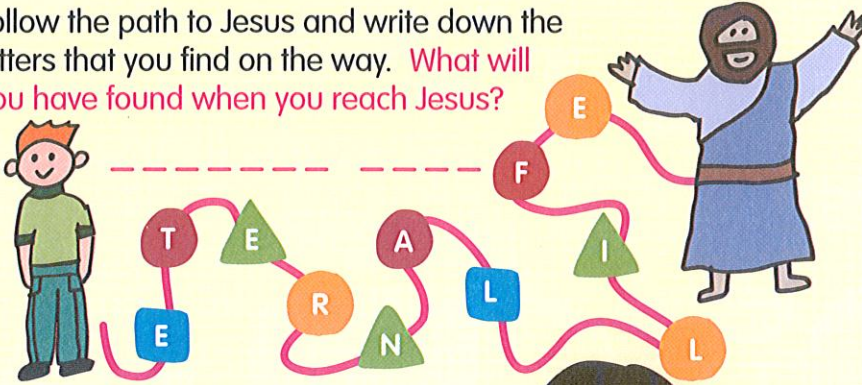 ollow the path to Jesus and write down the
tters that you find on the way. What will
ou have found when you reach Jesus?
E
T
E
R
N
A
L
L
I
F
E